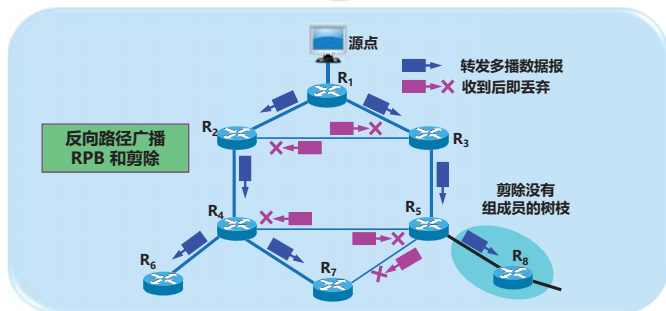 源点
转发多播数据报
收到后即丢弃
R1
反向路径广播
RPB 和剪除
R2
R3
剪除没有
组成员的树枝
R4
R5
R6
R7
R8